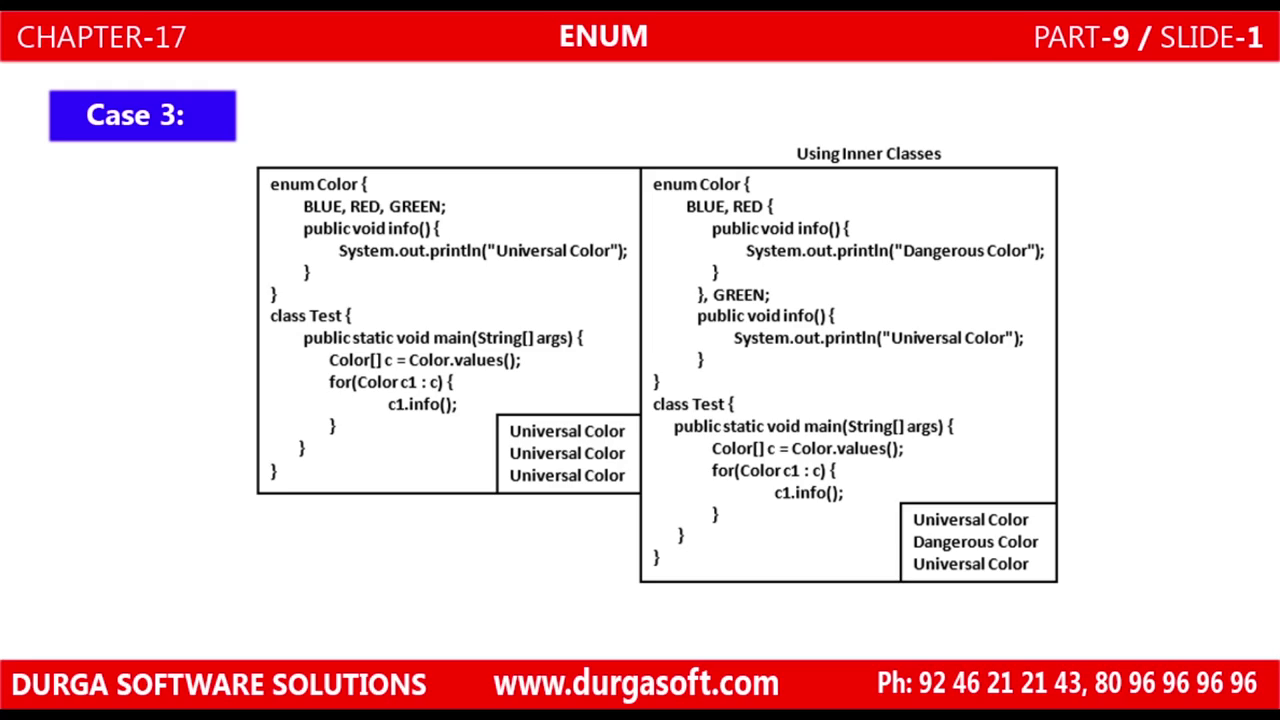 CHAPTER-17
ENUM
PART-9 / SLIDE-1
Case 3:
enum Color {
BLUE, RED, GREEN;
public void info() {
System.out.println("Universal Color");
}
}
class Test {
public static void main(String[] args) {
Color[] c = Color.values();
for(Color c1 : c) {
c1.info();
}
}
}
Universal Color
Universal Color
Universal Color
Using Inner Classes
enum Color {
BLUE, RED {
public void info() {
System.out.println("Dangerous Color");
}
}, GREEN;
public void info() {
System.out.println("Universal Color");
}
}
class Test {
public static void main(String[] args) {
Color[] c = Color.values();
for(Color c1 : c) {
c1.info();
}
}
}
Universal Color
Dangerous Color
Universal Color
DURGA SOFTWARE SOLUTIONS
www.durgasoft.com
Ph: 92 46 21 21 43, 80 96 96 96 96